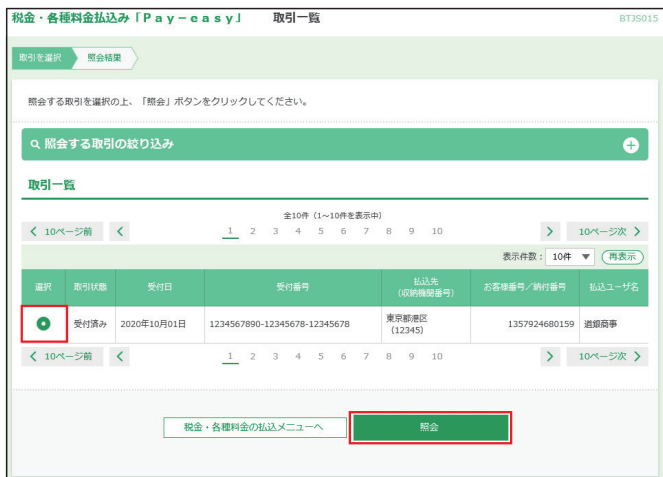 税金・各種料金払込み「Pay-easy」 取引一覧 BTJS015
取引を選択 照会結果
照会する取引を選択の上、「照会」ボタンをクリックしてください。
照会する取引の絞り込み
取引一覧
全10件（1～10件を表示中）
10ページ前 1 2 3 4 5 6 7 8 9 10 10ページ次
表示件数： 10件 ▼ 再表示
選択 取引状態 受付日 受付番号 払込先（収納機関番号） お客様番号／納付番号 払込ユーザ名
受付済み 2020年10月01日 1234567890-12345678-12345678 東京都港区（12345） 1357924680159 道銀商事
10ページ前 1 2 3 4 5 6 7 8 9 10 10ページ次
税金・各種料金の払込メニューへ 照会